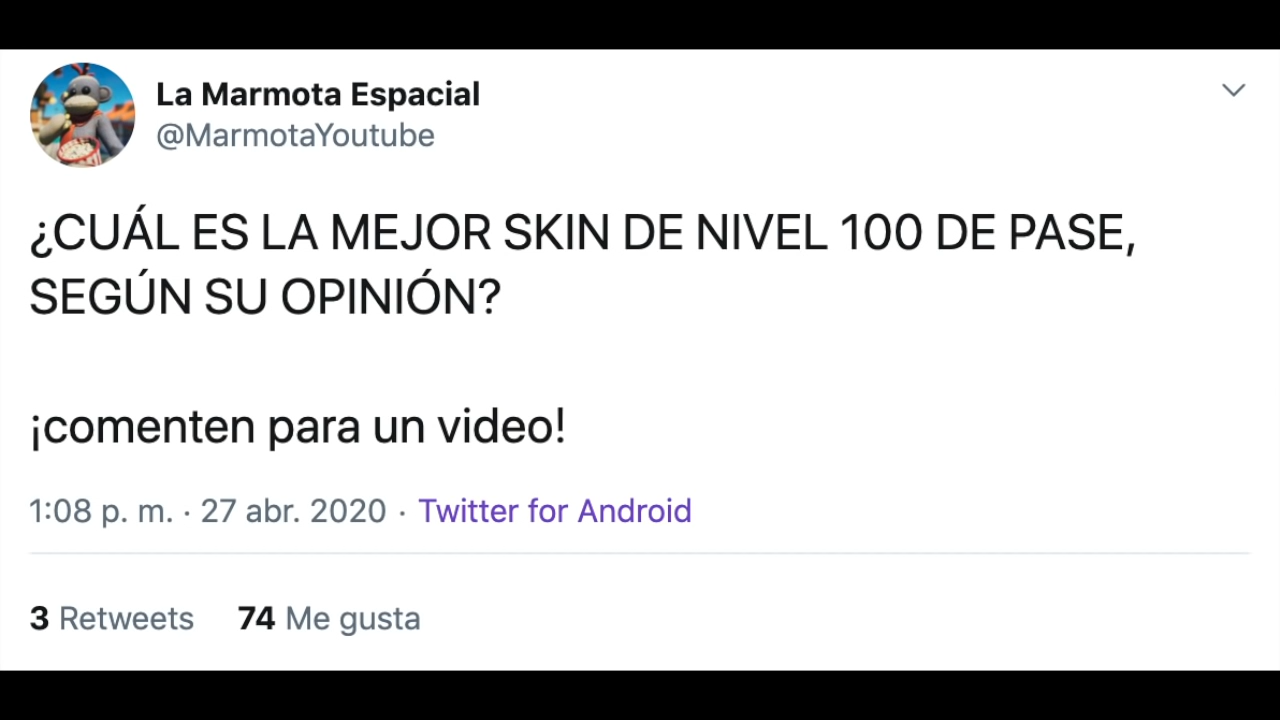 La Marmota Espacial
@MarmotaYoutube
¿CUÁL ES LA MEJOR SKIN DE NIVEL 100 DE PASE,
SEGÚN SU OPINIÓN?
¡comenten para un video!
1:08 p. m. · 27 abr. 2020 · Twitter for Android
3 Retweets 74 Me gusta